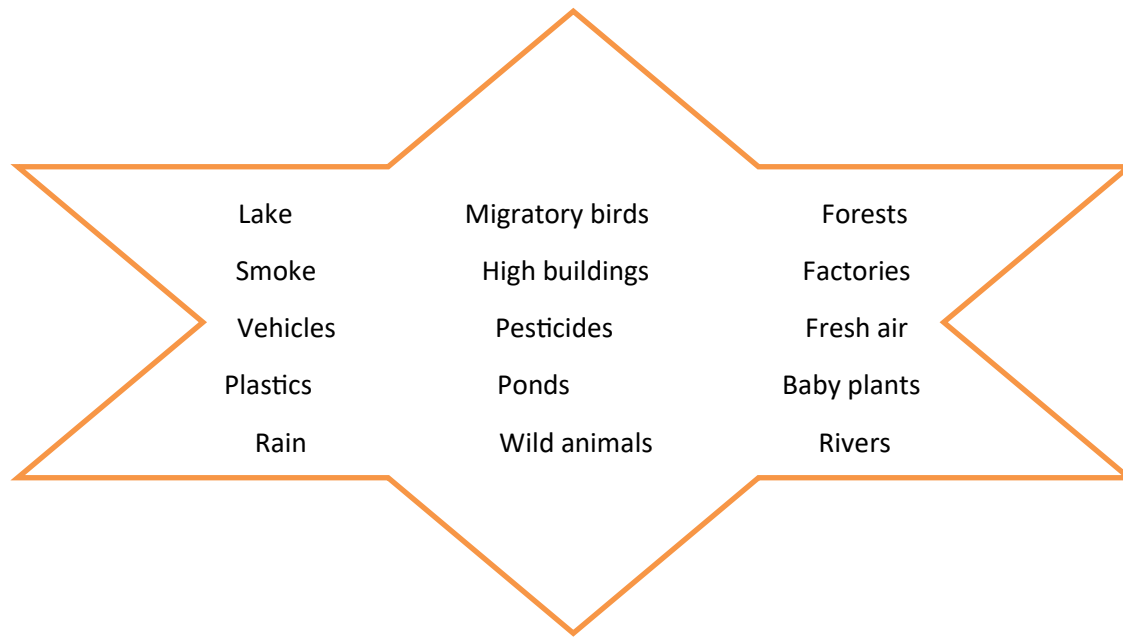 Lake Migratory birds Forests
Smoke High buildings Factories
Vehicles Pesticides Fresh air
Plastics Ponds Baby plants
Rain Wild animals Rivers